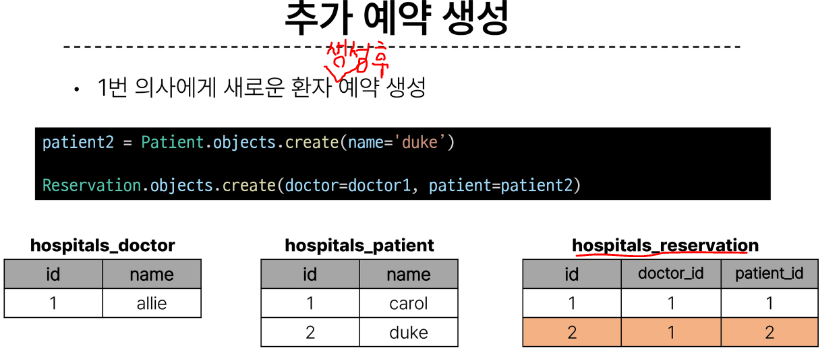 추가 예약 생성
생성 후
• 1번 의사에게 새로운 환자 예약 생성
patient2 = Patient.objects.create(name='duke’)
Reservation.objects.create(doctor=doctor1, patient=patient2)
hospitals_doctor
id name
1 allie
hospitals_patient
id name
1 carol
2 duke
hospitals_reservation
id doctor_id patient_id
1 1 1
2 1 2